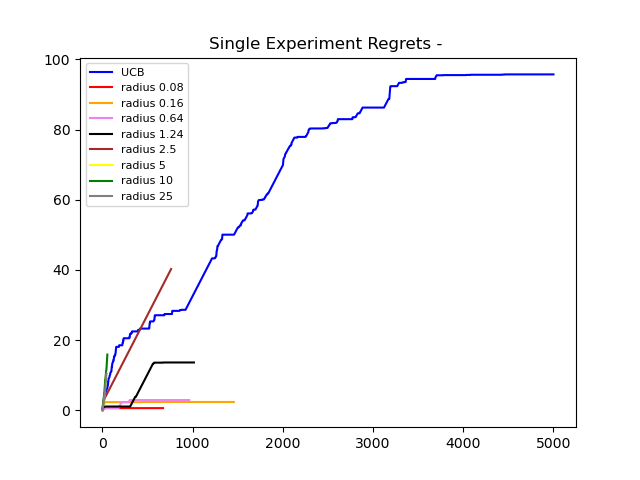 Single Experiment Regrets -
100
80
60
40
20
0
UCB
radius 0.08
radius 0.16
radius 0.64
radius 1.24
radius 2.5
radius 5
radius 10
radius 25
0 1000 2000 3000 4000 5000